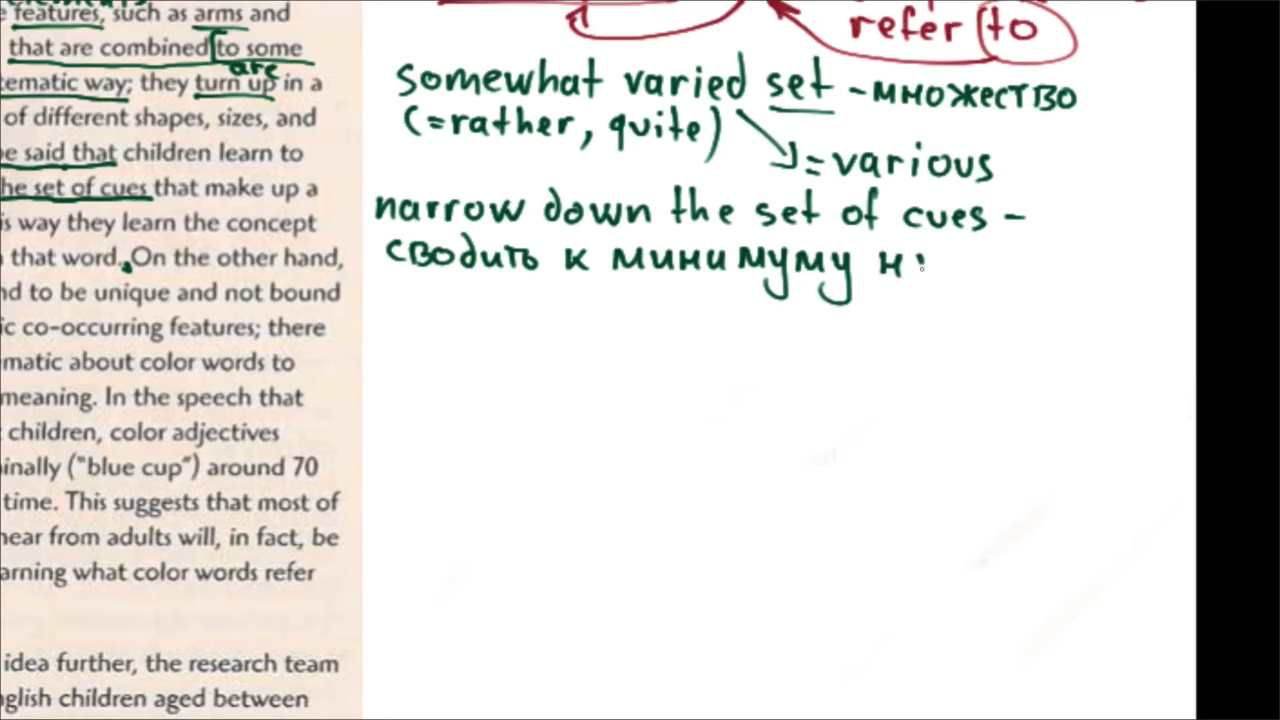 features, such as arms and
that are combined to some
are
tematic way; they turn up in a
of different shapes, sizes, and
be said that children learn to
he set of cues that make up a
is way they learn the concept
that word. On the other hand,
nd to be unique and not bound
ic co-occurring features; there
matic about color words to
meaning. In the speech that
children, color adjectives
inally ("blue cup") around 70
time. This suggests that most of
hear from adults will, in fact, be
arning what color words refer
idea further, the research team
nglish children aged between
refer to
somewhat varied set - множество
(=rather, quite)
= various
narrow down the set of cues -
сводить к минимуму н